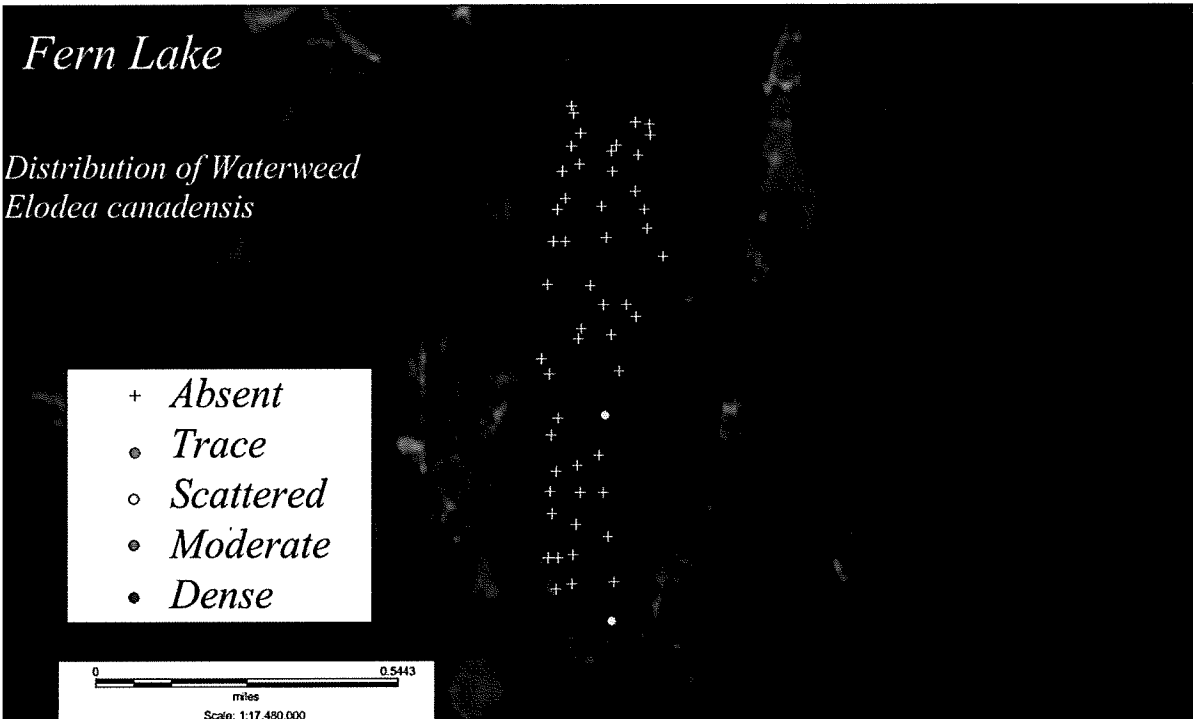 Fern Lake
Distribution of Waterweed
Elodea canadensis
+ Absent
Trace
Scattered
Moderate
Dense
0 0.5443
miles
Scale: 1:17,480.000